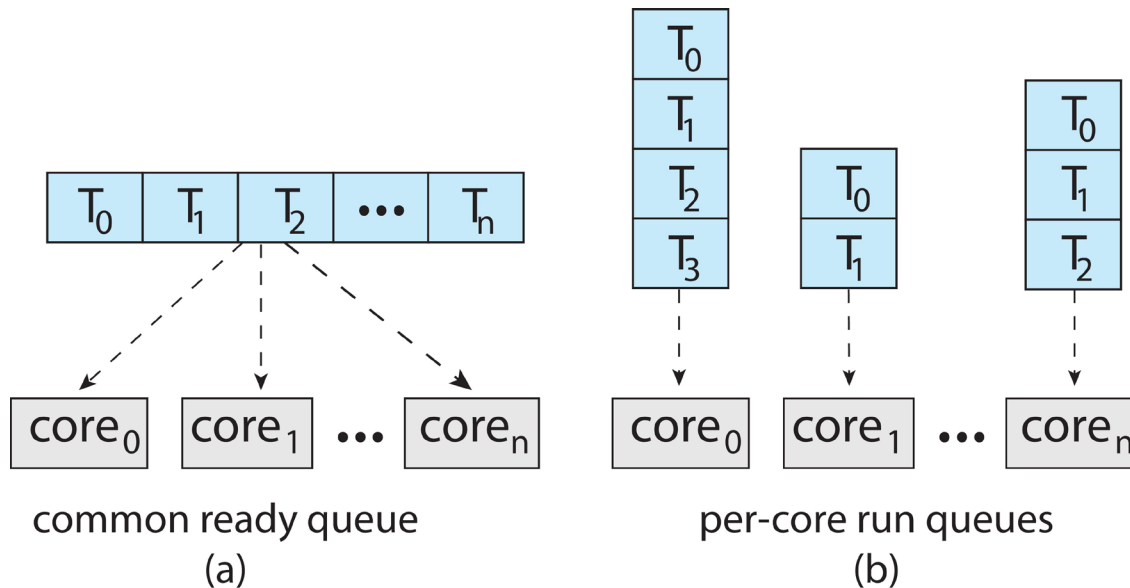 T0 T1 T2 ••• Tn
core0 core1 ••• coren
common ready queue
(a)
T0
T1
T2
T3
T0
T1
T0
T1
T2
core0 core1 ••• coren
per-core run queues
(b)